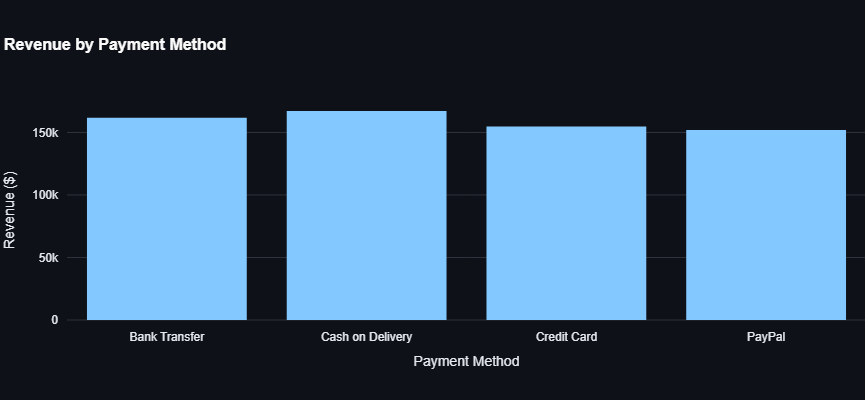 Revenue by Payment Method
Revenue ($)
150k
100k
50k
0
Bank Transfer
Cash on Delivery
Credit Card
PayPal
Payment Method